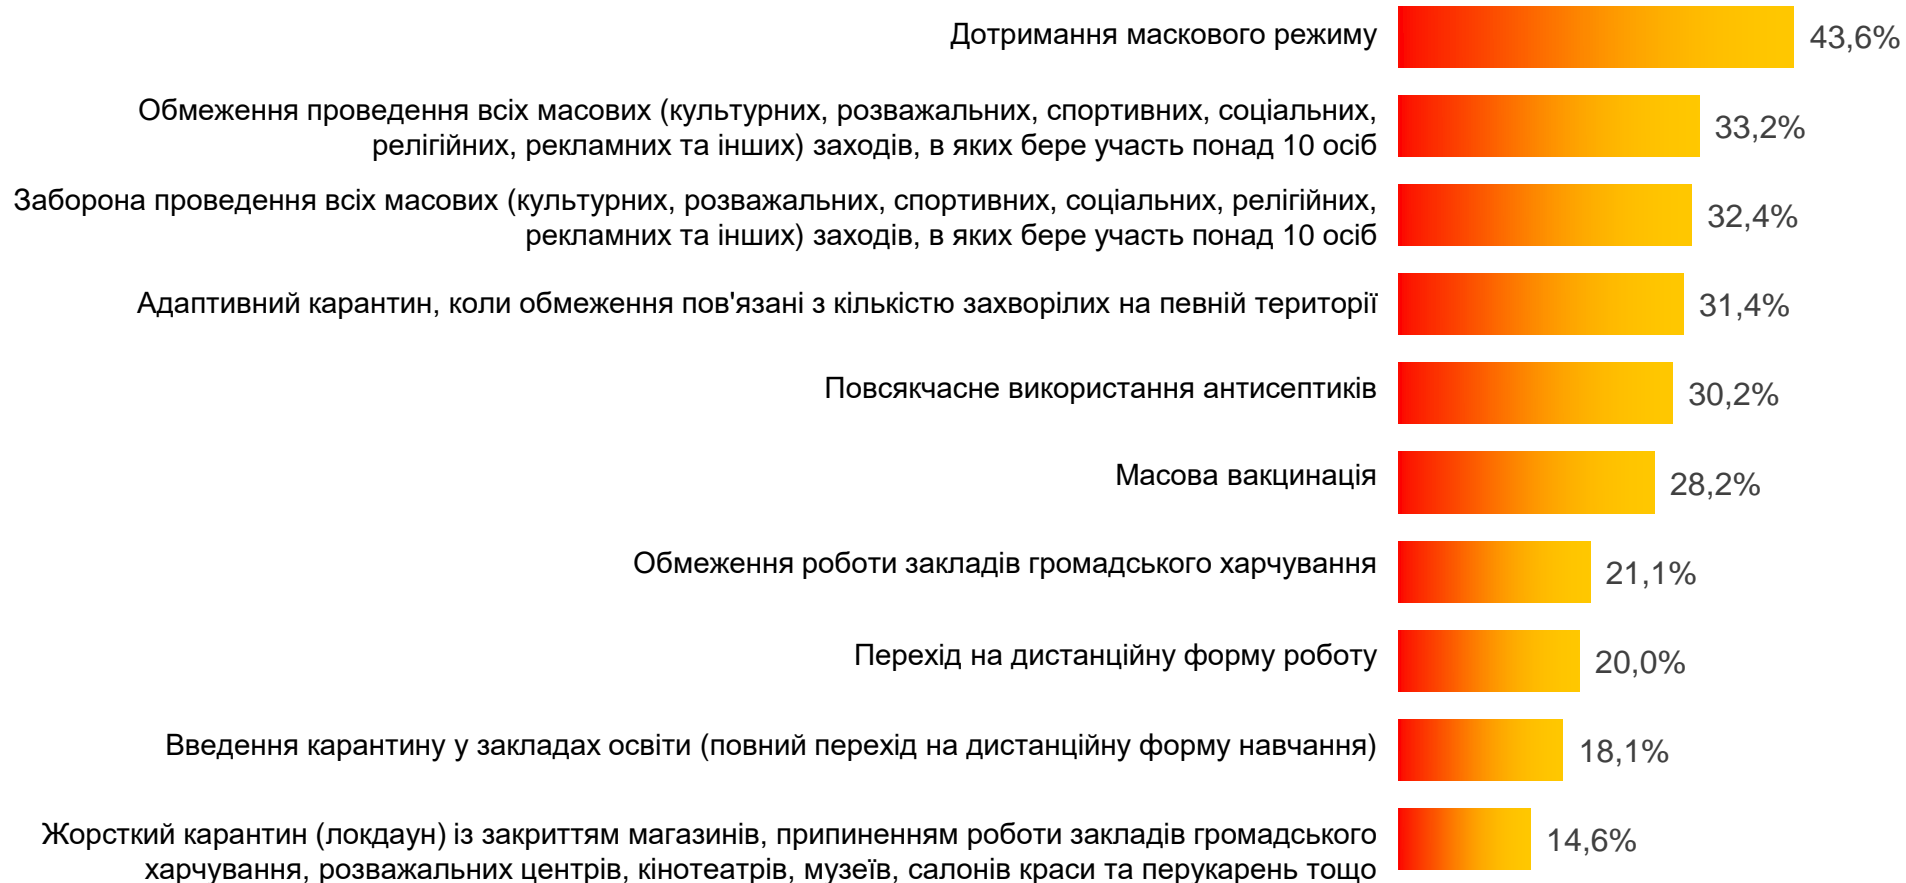 Дотримання маскового режиму
43,6%
Обмеження проведення всіх масових (культурних, розважальних, спортивних, соціальних,
релігійних, рекламних та інших) заходів, в яких бере участь понад 10 осіб
33,2%
Заборона проведення всіх масових (культурних, розважальних, спортивних, соціальних, релігійних,
рекламних та інших) заходів, в яких бере участь понад 10 осіб
32,4%
Адаптивний карантин, коли обмеження пов'язані з кількістю захворілих на певній території
31,4%
Повсякчасне використання антисептиків
30,2%
Масова вакцинація
28,2%
Обмеження роботи закладів громадського харчування
21,1%
Перехід на дистанційну форму роботу
20,0%
Введення карантину у закладах освіти (повний перехід на дистанційну форму навчання)
18,1%
Жорсткий карантин (локдаун) із закриттям магазинів, припиненням роботи закладів громадського
харчування, розважальних центрів, кінотеатрів, музеїв, салонів краси та перукарень тощо
14,6%